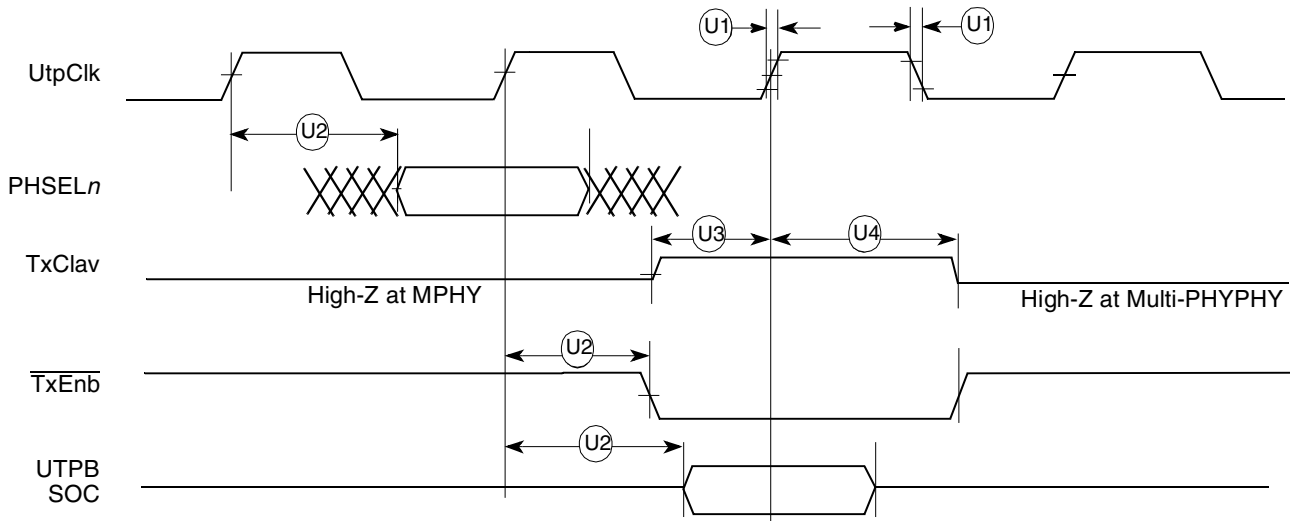 U1 U1
UtpClk
U2
PHSELn
U3 U4
TxClav
High-Z at MPHY High-Z at Multi-PHYPHY
U2
TxEnb
U2
UTPB
SOC